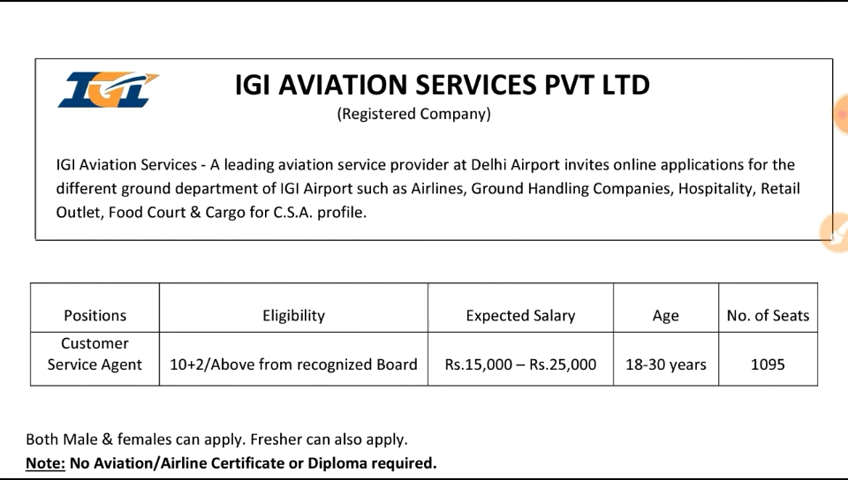 IGI
IGI AVIATION SERVICES PVT LTD
(Registered Company)
IGI Aviation Services - A leading aviation service provider at Delhi Airport invites online applications for the
different ground department of IGI Airport such as Airlines, Ground Handling Companies, Hospitality, Retail
Outlet, Food Court & Cargo for C.S.A. profile.
Positions Eligibility Expected Salary Age No. of Seats
Customer
Service Agent 10+2/Above from recognized Board Rs.15,000 – Rs.25,000 18-30 years 1095
Both Male & females can apply. Fresher can also apply.
Note: No Aviation/Airline Certificate or Diploma required.